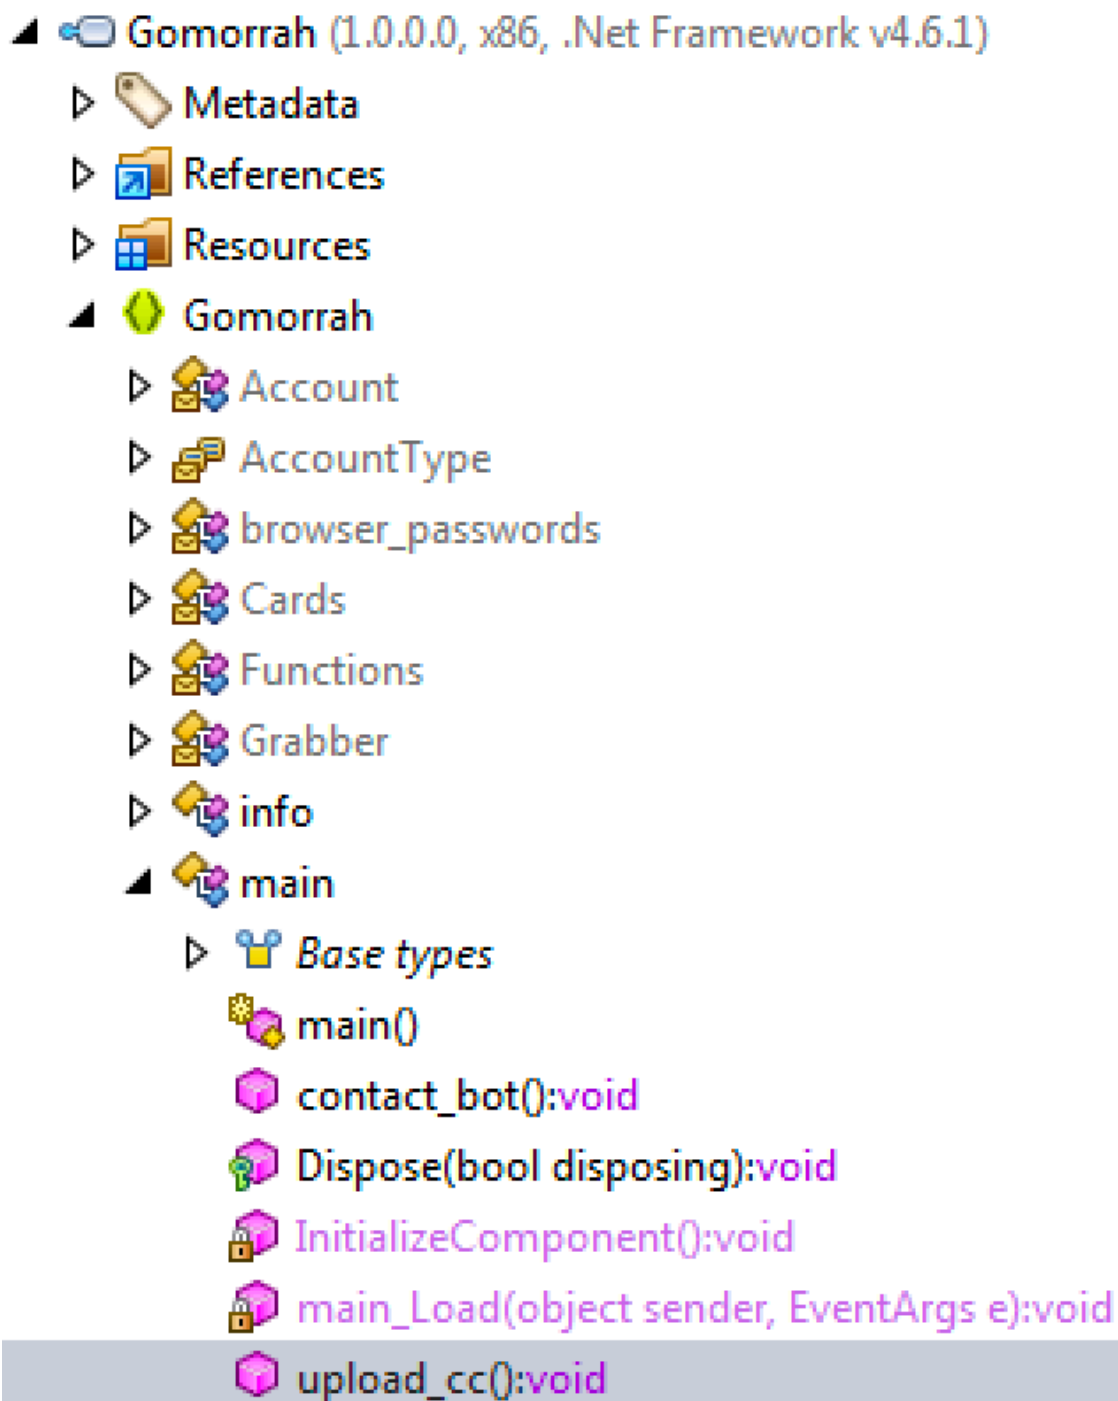 Gomorrah (1.0.0.0, x86, .Net Framework v4.6.1)
Metadata
References
Resources
Gomorrah
Account
AccountType
browser_passwords
Cards
Functions
Grabber
info
main
Base types
main()
contact_bot():void
Dispose(bool disposing):void
InitializeComponent():void
main_Load(object sender, EventArgs e):void
upload_cc():void